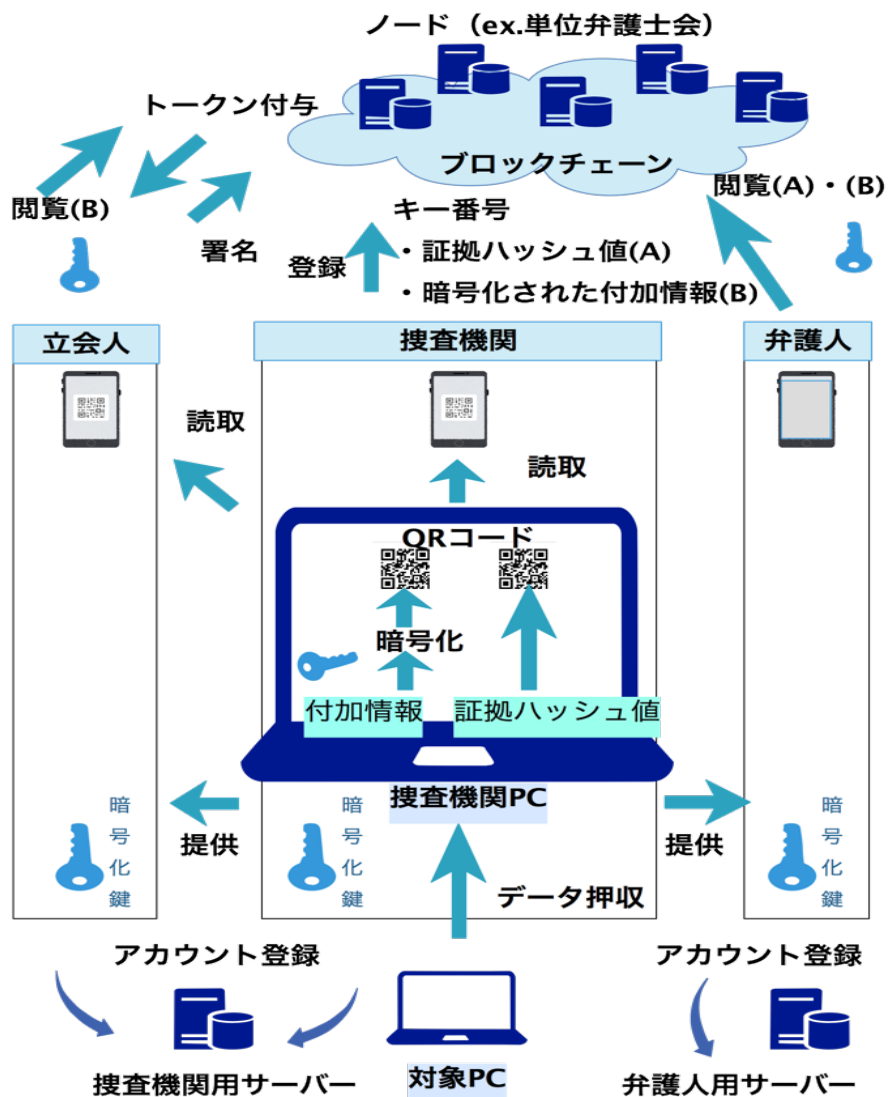 ノード（ex.単位弁護士会）
トークン付与
ブロックチェーン
閲覧(A)・(B)
閲覧(B)
署名
登録
キー番号
・証拠ハッシュ値(A)
・暗号化された付加情報(B)
立会人
捜査機関
弁護人
読取
読取
QRコード
暗号化
付加情報
証拠ハッシュ値
捜査機関PC
提供
提供
暗号化鍵
暗号化鍵
暗号化鍵
データ押収
アカウント登録
アカウント登録
捜査機関用サーバー
対象PC
弁護人用サーバー